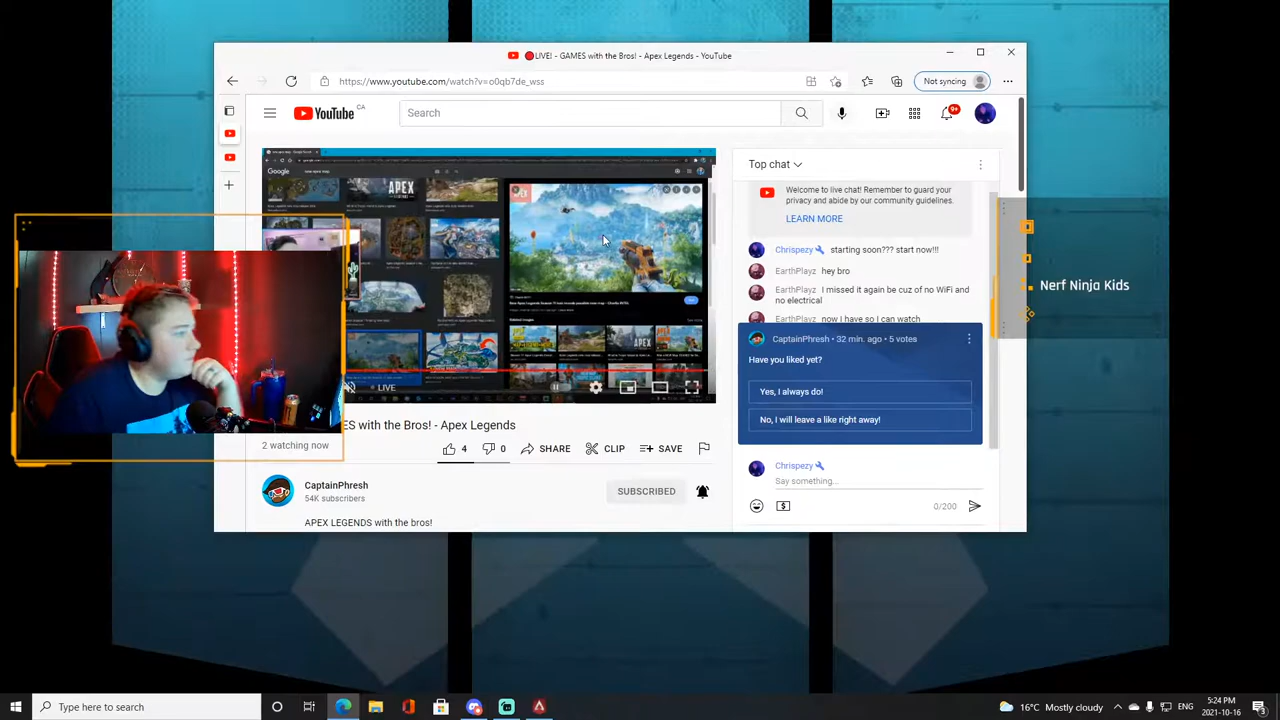 🔴LIVE! - GAMES with the Bros! - Apex Legends - YouTube
https://www.youtube.com/watch?v=o0qb7de_wss
Not syncing
YouTube CA
Search
9+
Google
APEX
LIVE
ES with the Bros! - Apex Legends
2 watching now
4
0
SHARE
CLIP
SAVE
CaptainPhresh
54K subscribers
SUBSCRIBED
APEX LEGENDS with the bros!
Top chat
Welcome to live chat! Remember to guard your
privacy and abide by our community guidelines.
LEARN MORE
Chrispezy starting soon??? start now!!!
EarthPlayz hey bro
EarthPlayz I missed it again be cuz of no WiFi and
no electrical
EarthPlayz now I have so I can watch
CaptainPhresh • 32 min. ago • 5 votes
Have you liked yet?
Yes, I always do!
No, I will leave a like right away!
Chrispezy
Say something...
0/200
Nerf Ninja Kids
Type here to search
16°C Mostly cloudy
ENG
5:24 PM
2021-10-16
3